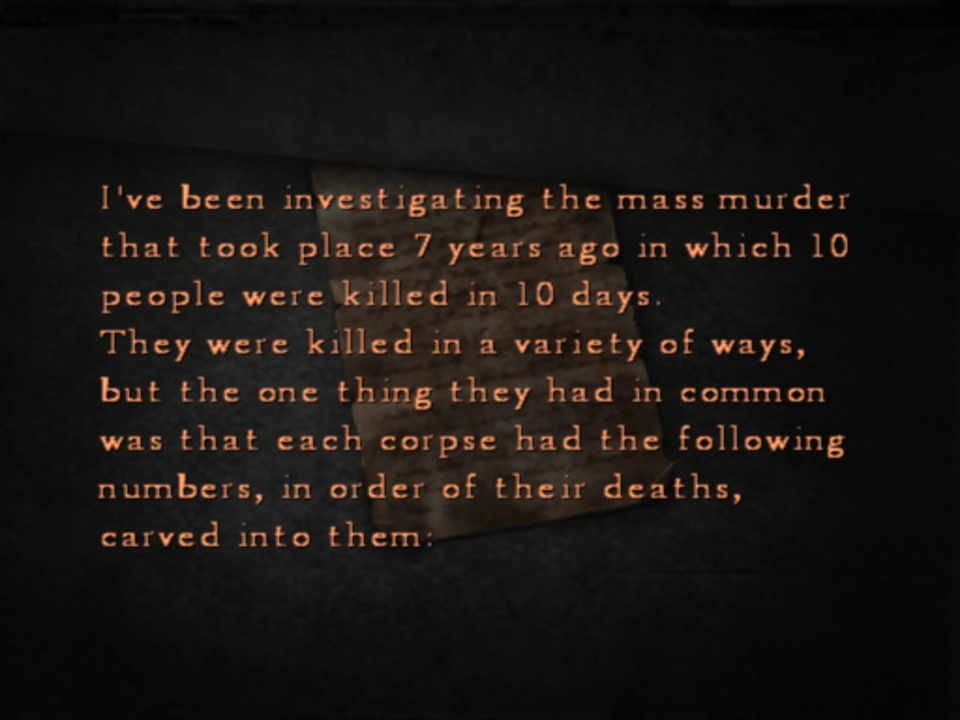 I've been investigating the mass murder
that took place 7 years ago in which 10
people were killed in 10 days.
They were killed in a variety of ways,
but the one thing they had in common
was that each corpse had the following
numbers, in order of their deaths,
carved into them: